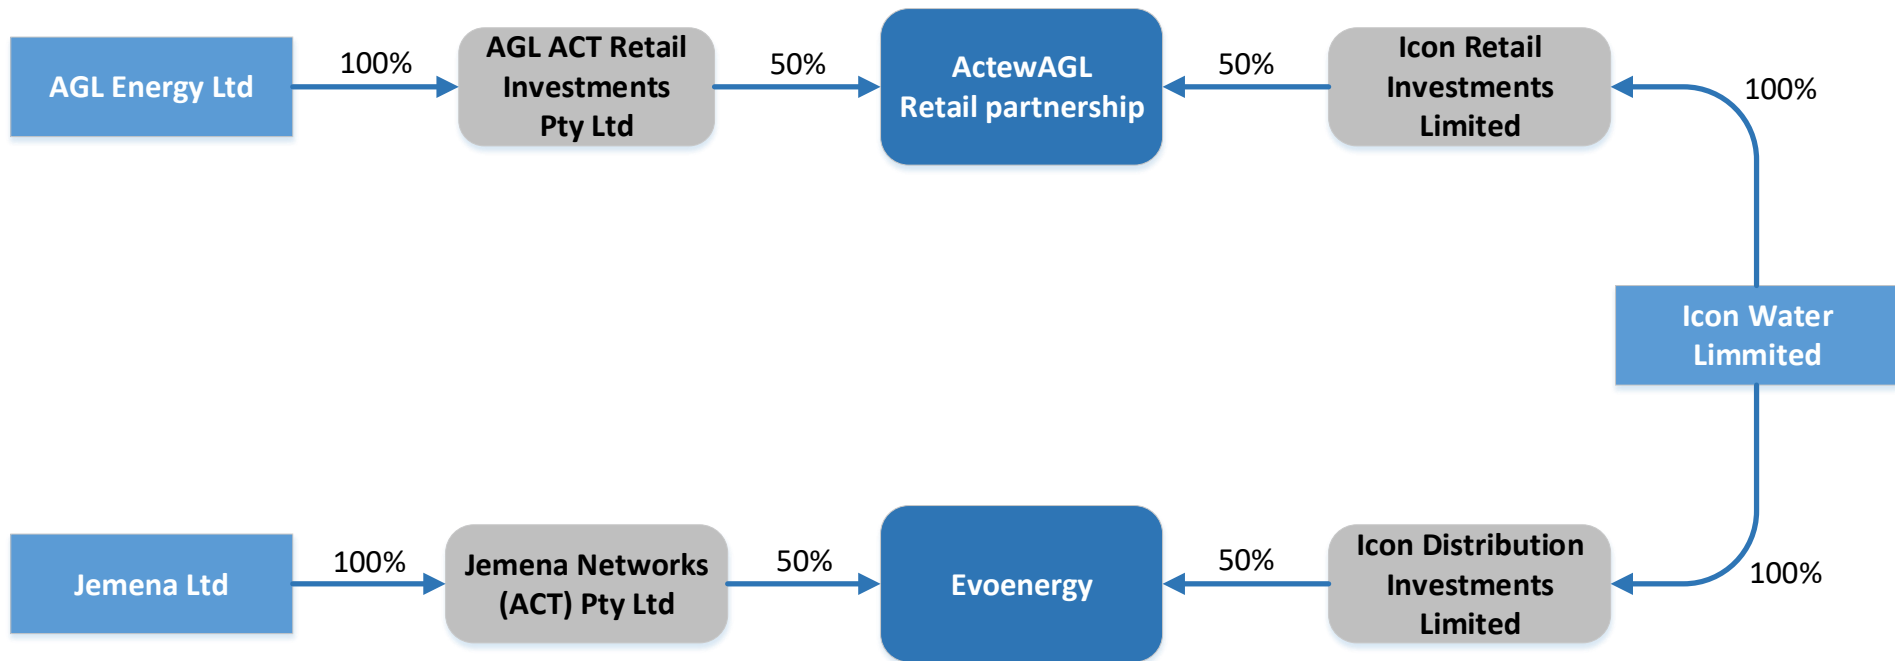 AGL Energy Ltd
100%
AGL ACT Retail
Investments
Pty Ltd
50%
ActewAGL
Retail partnership
50%
Icon Retail
Investments
Limited
100%
Icon Water
Limmited
Jemena Ltd
100%
Jemena Networks
(ACT) Pty Ltd
50%
Evoenergy
50%
Icon Distribution
Investments
Limited
100%